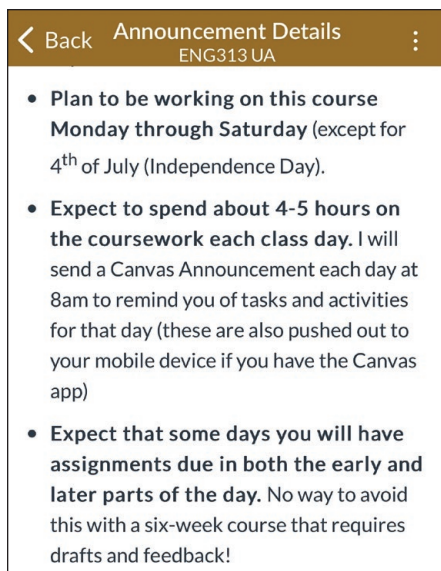 Back
Announcement Details
ENG313 UA
• Plan to be working on this course
Monday through Saturday (except for
4th of July (Independence Day).
• Expect to spend about 4-5 hours on
the coursework each class day. I will
send a Canvas Announcement each day at
8am to remind you of tasks and activities
for that day (these are also pushed out to
your mobile device if you have the Canvas
app)
• Expect that some days you will have
assignments due in both the early and
later parts of the day. No way to avoid
this with a six-week course that requires
drafts and feedback!